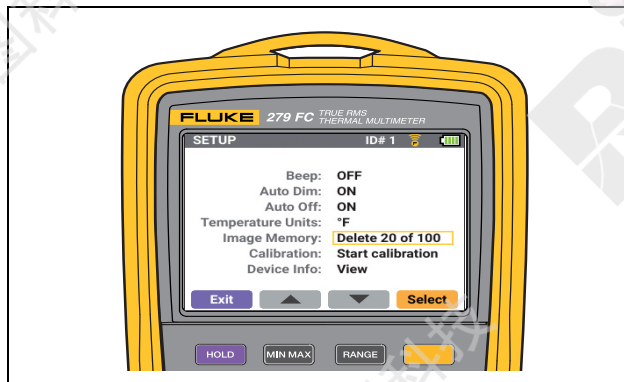 FLUKE 279 FC TRUE RMS THERMAL MULTIMETER
SETUP ID# 1
Beep: OFF
Auto Dim: ON
Auto Off: ON
Temperature Units: °F
Image Memory: Delete 20 of 100
Calibration: Start calibration
Device Info: View
Exit Select
HOLD MIN MAX RANGE